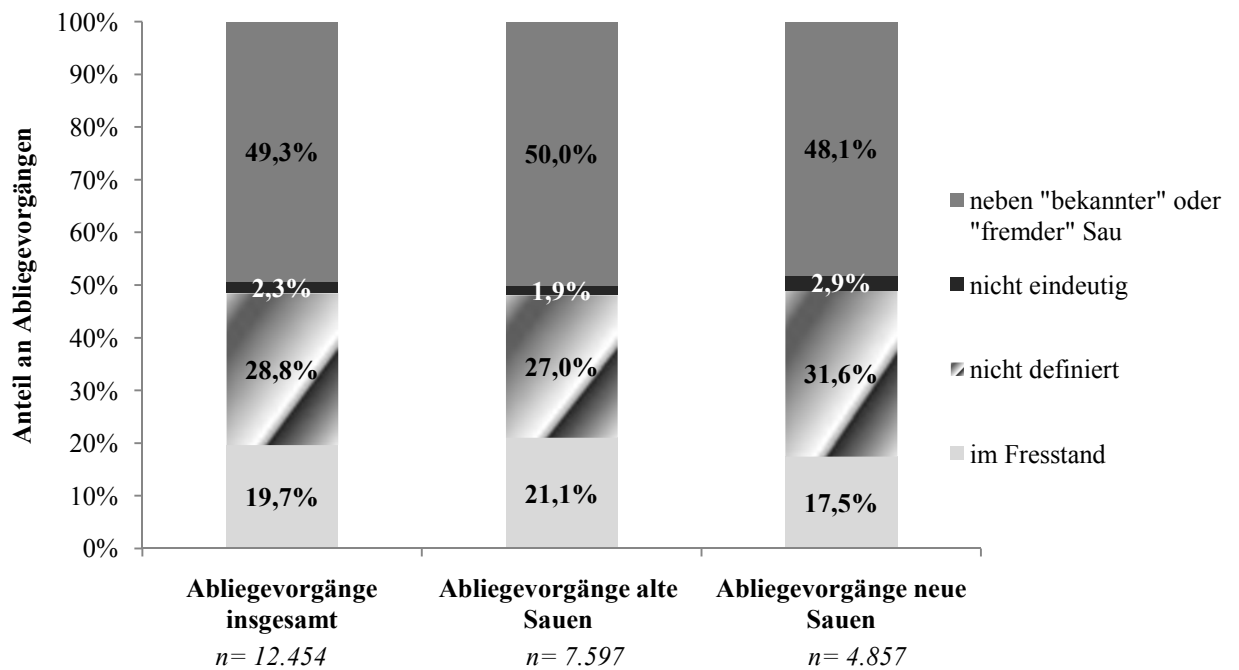 Anteil an Abliegevorgängen
100%
90%
80%
70%
60%
50%
40%
30%
20%
10%
0%
49,3%
50,0%
48,1%
2,3%
1,9%
2,9%
28,8%
27,0%
31,6%
19,7%
21,1%
17,5%
neben "bekannter" oder
"fremder" Sau
nicht eindeutig
nicht definiert
im Fresstand
Abliegevorgänge
insgesamt
n= 12.454
Abliegevorgänge alte
Sauen
n= 7.597
Abliegevorgänge neue
Sauen
n= 4.857